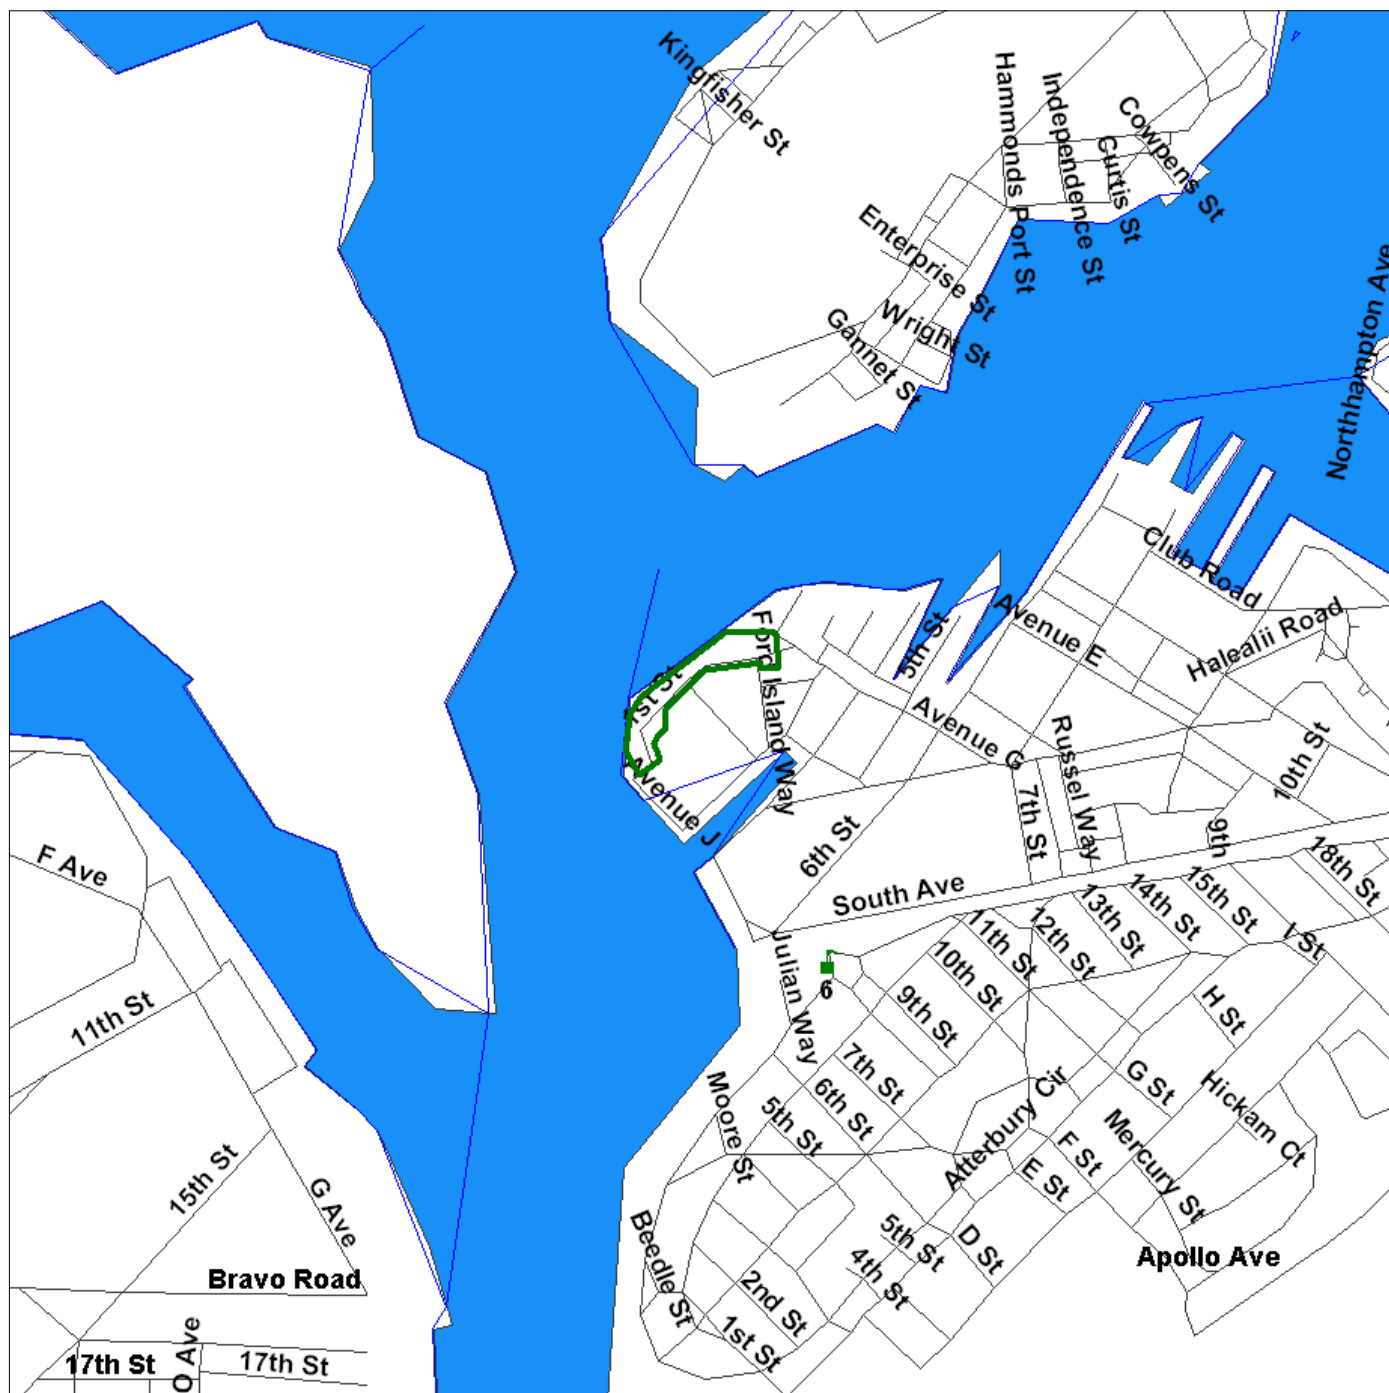 Kingfisher St
Hammonds Port St
Independence St
Curtis St
Cowpens St
Enterprise St
Wright St
Gannet St
Northhampton Ave
Club Road
Avenue E
Halealii Road
5th St
Ford Island Way
1st St
Avenue G
Russel Way
10th St
Avenue J
7th St
6th St
9th
18th St
F Ave
South Ave
15th St
14th St
13th St
12th St
11th St
10th St
I St
Julian Way
6
9th St
H St
11th St
7th St
6th St
5th St
Moore St
Atterbury Cir
G St
Hickam Ct
Mercury St
F St
E St
15th St
G Ave
Beedle St
5th St
D St
4th St
Apollo Ave
Bravo Road
2nd St
1st St
17th St
O Ave
17th St